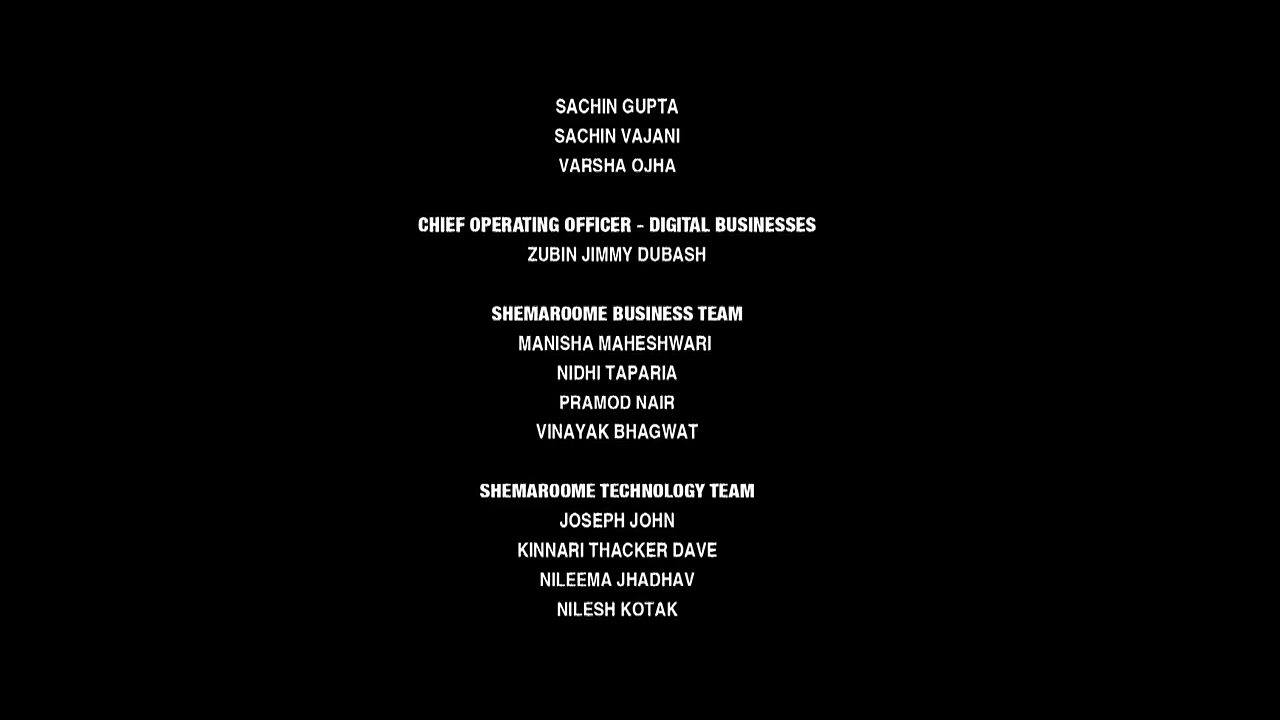 SACHIN GUPTA
SACHIN VAJANI
VARSHA OJHA
CHIEF OPERATING OFFICER - DIGITAL BUSINESSES
ZUBIN JIMMY DUBASH
SHEMAROOME BUSINESS TEAM
MANISHA MAHESHWARI
NIDHI TAPARIA
PRAMOD NAIR
VINAYAK BHAGWAT
SHEMAROOME TECHNOLOGY TEAM
JOSEPH JOHN
KINNARI THACKER DAVE
NILEEMA JHADHAV
NILESH KOTAK